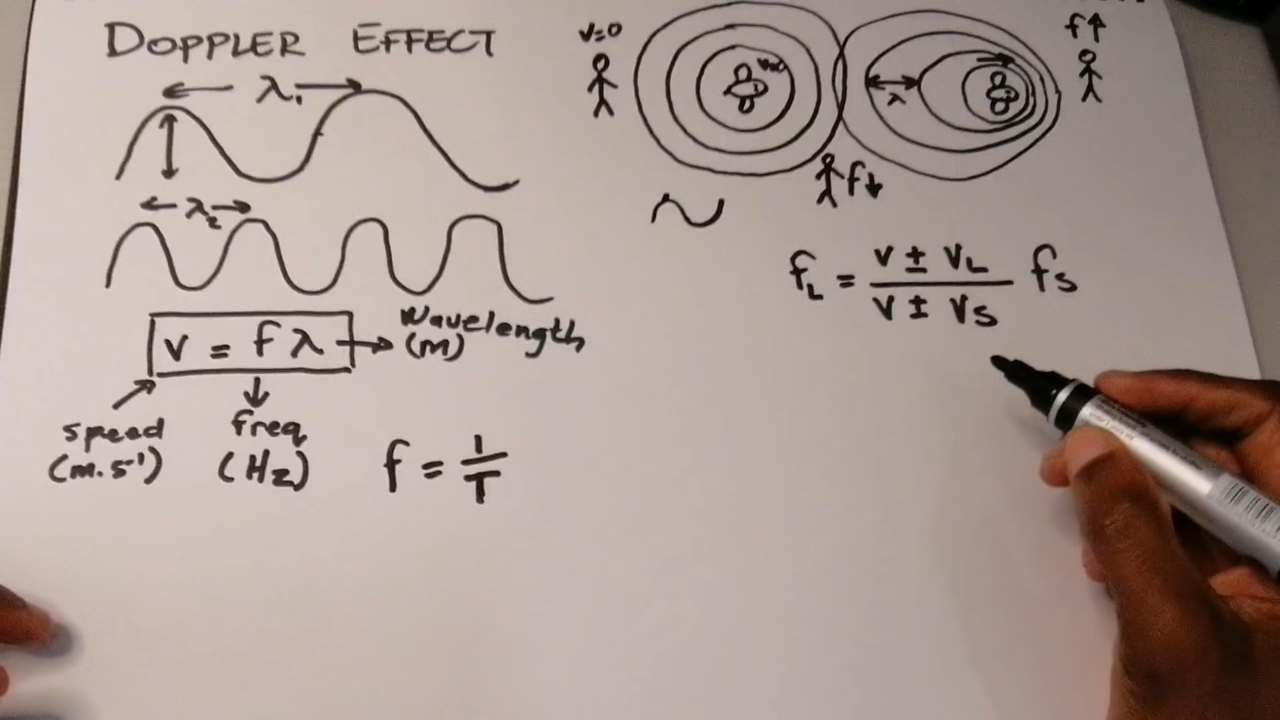 DOPPLER EFFECT
λ₁
λ₂
v = f λ
Wavelength
(m)
speed
(m.s⁻¹)
freq
(Hz)
f = 1/T
v=0
f↑
λ
f↓
f_L = (v ± v_L)/(v ± v_s) f_s